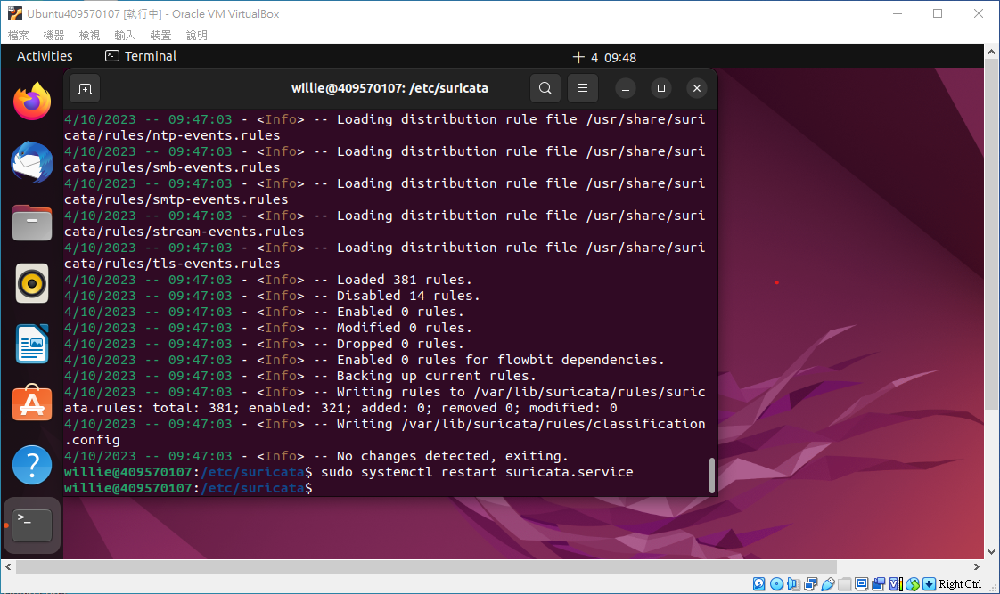 Ubuntu409570107 [執行中] - Oracle VM VirtualBox
檔案 機器 檢視 輸入 裝置 說明
Activities Terminal 4 09:48
willie@409570107: /etc/suricata
4/10/2023 -- 09:47:03 - <Info> -- Loading distribution rule file /usr/share/suri
cata/rules/ntp-events.rules
4/10/2023 -- 09:47:03 - <Info> -- Loading distribution rule file /usr/share/suri
cata/rules/smb-events.rules
4/10/2023 -- 09:47:03 - <Info> -- Loading distribution rule file /usr/share/suri
cata/rules/smtp-events.rules
4/10/2023 -- 09:47:03 - <Info> -- Loading distribution rule file /usr/share/suri
cata/rules/stream-events.rules
4/10/2023 -- 09:47:03 - <Info> -- Loading distribution rule file /usr/share/suri
cata/rules/tls-events.rules
4/10/2023 -- 09:47:03 - <Info> -- Loaded 381 rules.
4/10/2023 -- 09:47:03 - <Info> -- Disabled 14 rules.
4/10/2023 -- 09:47:03 - <Info> -- Enabled 0 rules.
4/10/2023 -- 09:47:03 - <Info> -- Modified 0 rules.
4/10/2023 -- 09:47:03 - <Info> -- Dropped 0 rules.
4/10/2023 -- 09:47:03 - <Info> -- Enabled 0 rules for flowbit dependencies.
4/10/2023 -- 09:47:03 - <Info> -- Backing up current rules.
4/10/2023 -- 09:47:03 - <Info> -- Writing rules to /var/lib/suricata/rules/suric
ata.rules: total: 381; enabled: 321; added: 0; removed 0; modified: 0
4/10/2023 -- 09:47:03 - <Info> -- Writing /var/lib/suricata/rules/classification
.config
4/10/2023 -- 09:47:03 - <Info> -- No changes detected, exiting.
willie@409570107:/etc/suricata$ sudo systemctl restart suricata.service
willie@409570107:/etc/suricata$
Right Ctrl